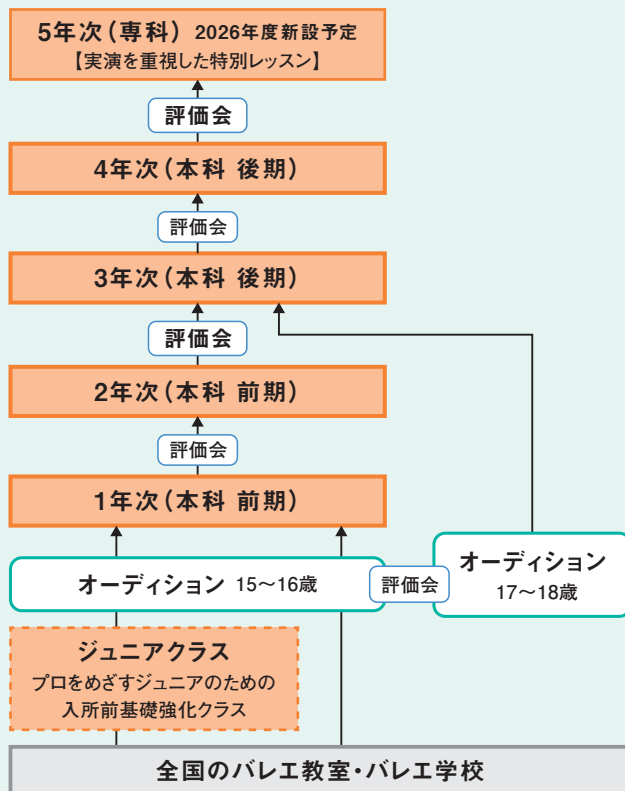 5年次(専科) 2026年度新設予定
【実演を重視した特別レッスン】
評価会
4年次(本科 後期)
評価会
3年次(本科 後期)
評価会
2年次(本科 前期)
評価会
1年次(本科 前期)
オーディション 15〜16歳
評価会
オーディション
17〜18歳
ジュニアクラス
プロをめざすジュニアのための
入所前基礎強化クラス
全国のバレエ教室・バレエ学校